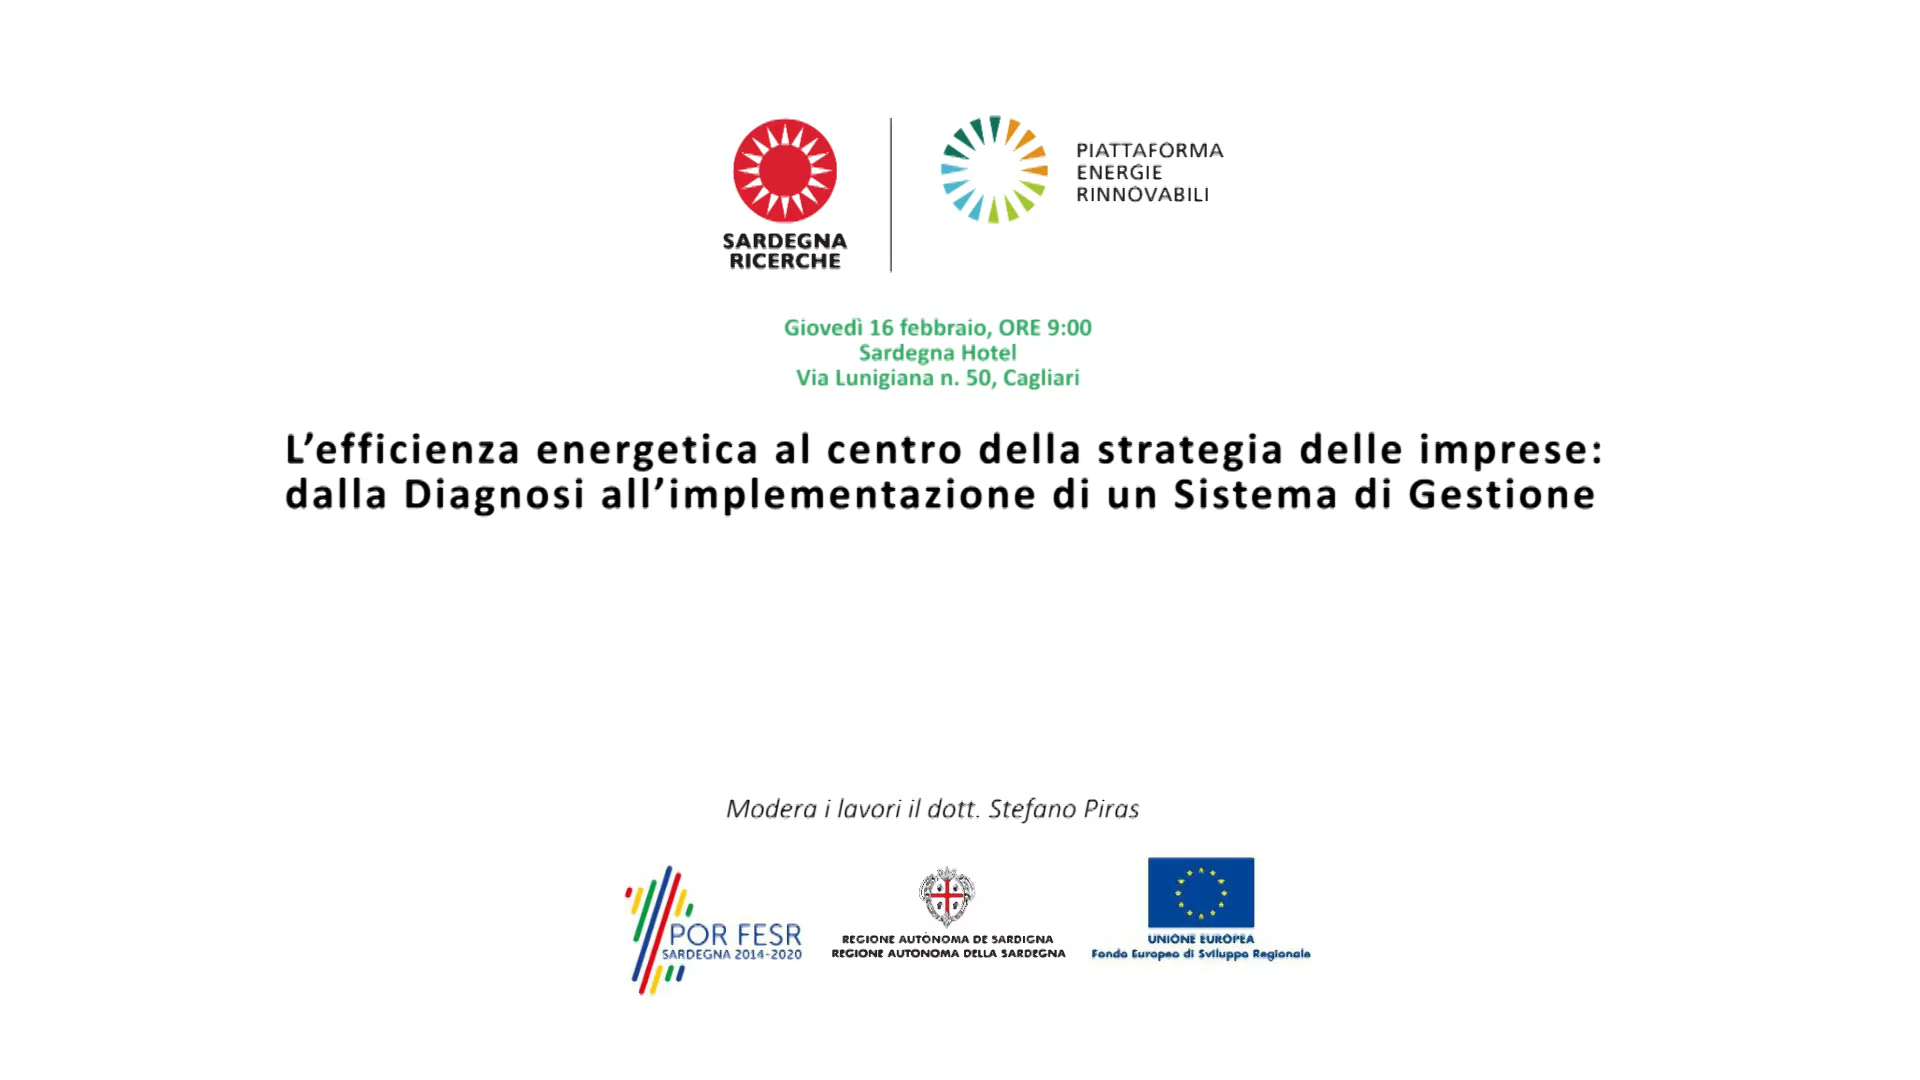 SARDEGNA
RICERCHE
PIATTAFORMA
ENERGIE
RINNOVABILI
Giovedì 16 febbraio, ORE 9:00
Sardegna Hotel
Via Lunigiana n. 50, Cagliari
L’efficienza energetica al centro della strategia delle imprese:
dalla Diagnosi all’implementazione di un Sistema di Gestione
Modera i lavori il dott. Stefano Piras
POR FESR
SARDEGNA 2014-2020
REGIONE AUTÒNOMA DE SARDIGNA
REGIONE AUTONOMA DELLA SARDEGNA
UNIONE EUROPEA
Fondo Europeo di Sviluppo Regionale